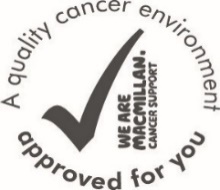 A quality cancer environment
WE ARE
MACMILLAN.
CANCER SUPPORT
approved for you